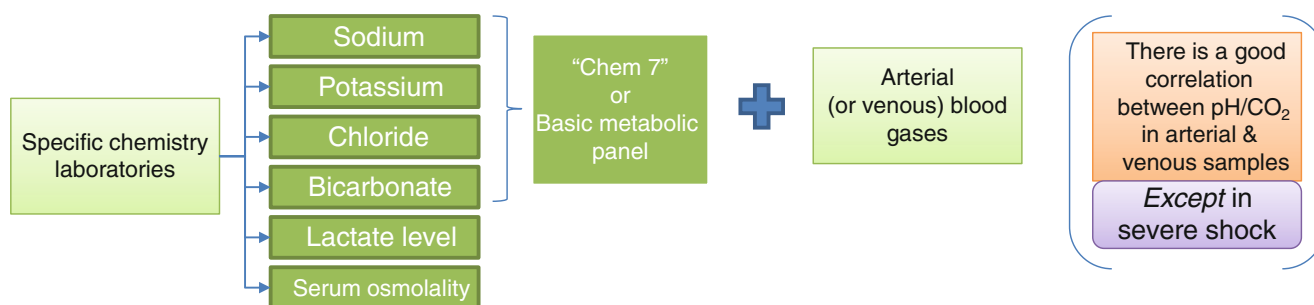 Specific chemistry
laboratories
Sodium
Potassium
Chloride
Bicarbonate
Lactate level
Serum osmolality
“Chem 7”
or
Basic metabolic
panel
Arterial
(or venous) blood
gases
There is a good
correlation
between pH/CO₂
in arterial &
venous samples
Except in
severe shock